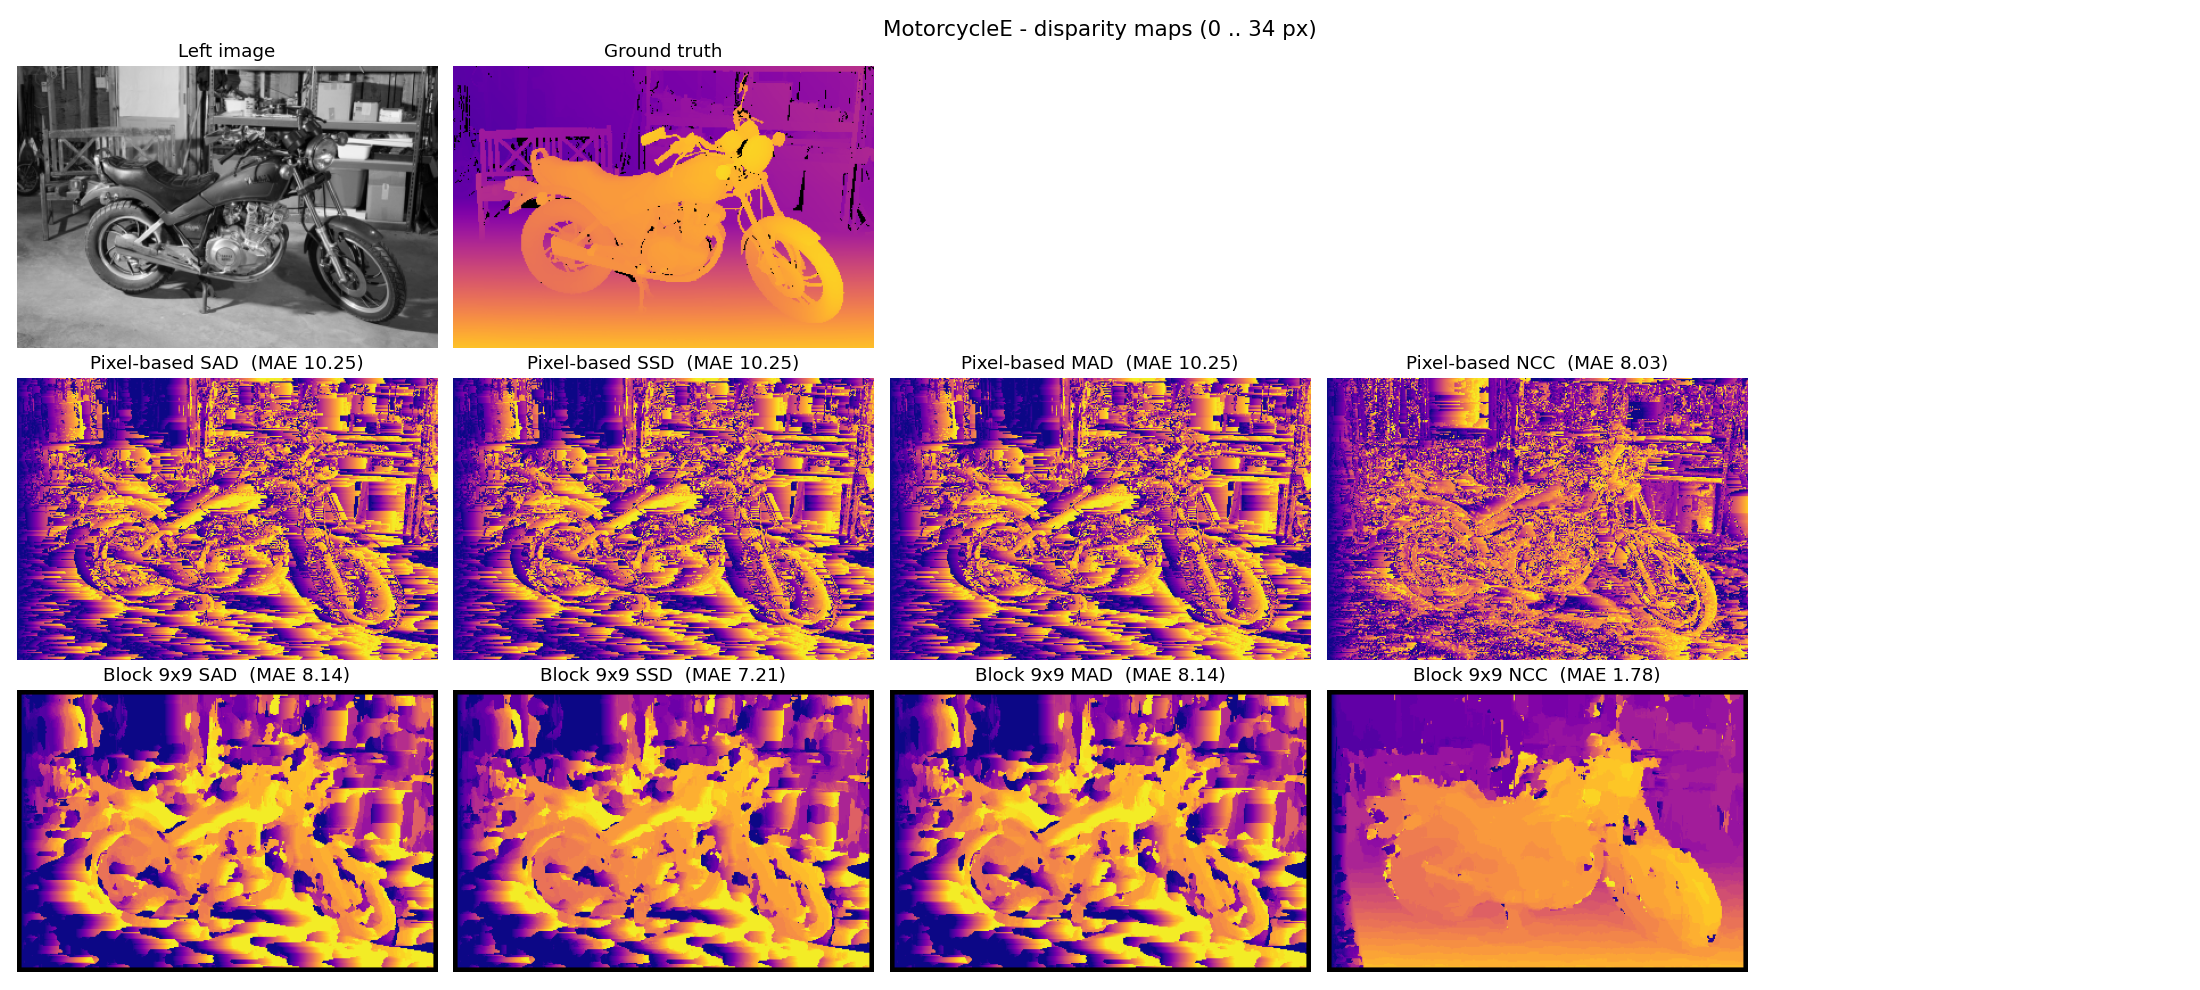 MotorcycleE - disparity maps (0 .. 34 px)
Left image
Ground truth
Pixel-based SAD (MAE 10.25)
Pixel-based SSD (MAE 10.25)
Pixel-based MAD (MAE 10.25)
Pixel-based NCC (MAE 8.03)
Block 9x9 SAD (MAE 8.14)
Block 9x9 SSD (MAE 7.21)
Block 9x9 MAD (MAE 8.14)
Block 9x9 NCC (MAE 1.78)